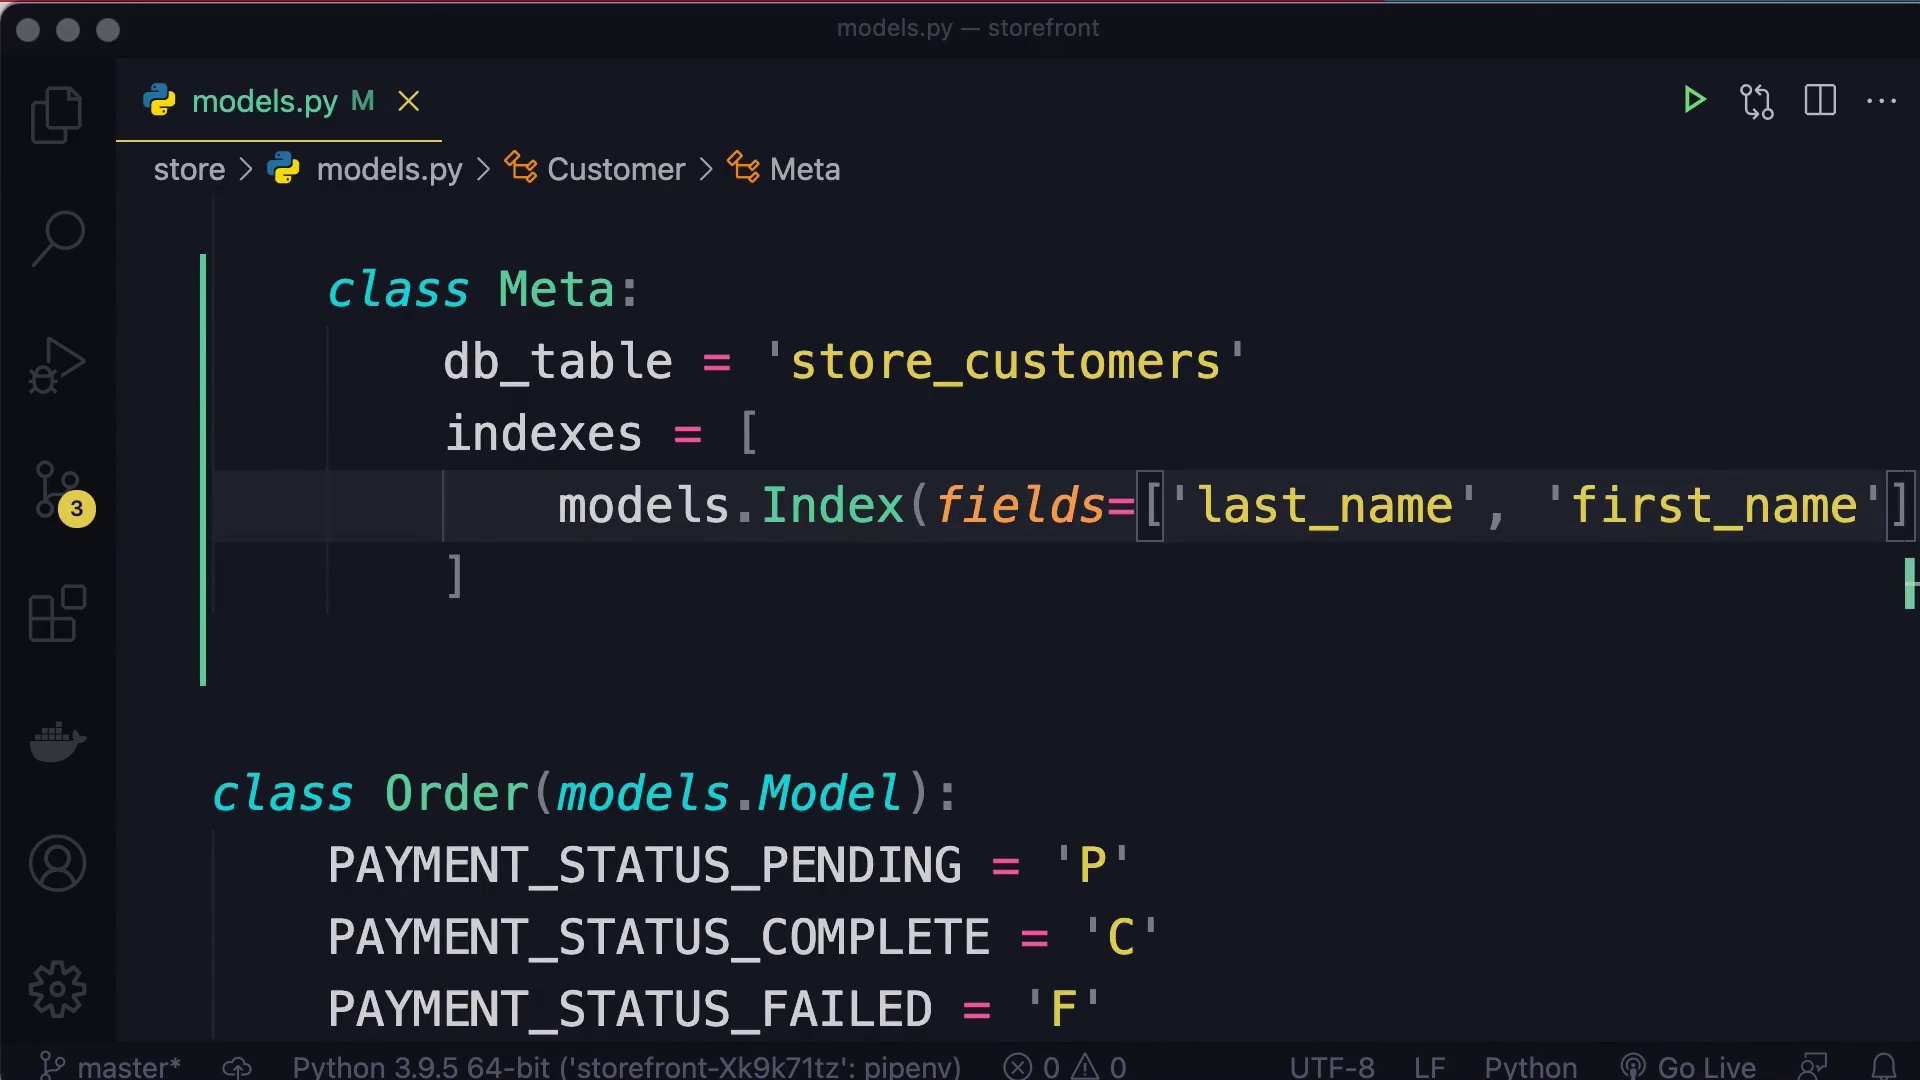 models.py — storefront
models.py M
store > models.py > Customer > Meta
class Meta:
db_table = 'store_customers'
indexes = [
models.Index(fields=['last_name', 'first_name']
]
3
class Order(models.Model):
PAYMENT_STATUS_PENDING = 'P'
PAYMENT_STATUS_COMPLETE = 'C'
PAYMENT_STATUS_FAILED = 'F'
master* Python 3.9.5 64-bit ('storefront-Xk9k71tz': pipenv) 0 0 UTF-8 LF Python Go Live